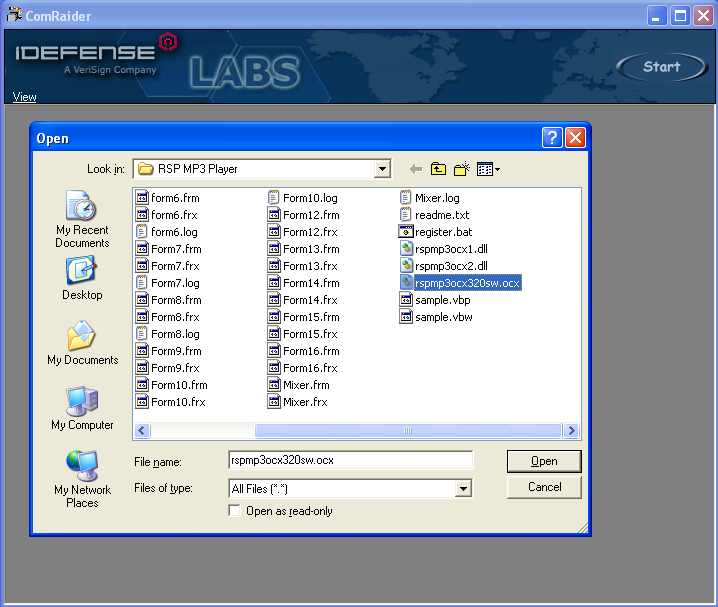 ComRaider
IDEFENSE
A VeriSign Company
LABS
Start
View
Open
Look in:
RSP MP3 Player
My Recent
Documents
Desktop
My Documents
My Computer
My Network
Places
form6.frm
form6.frx
form6.log
Form7.frm
Form7.frx
Form7.log
Form8.frm
Form8.frx
Form8.log
Form9.frm
Form9.frx
Form10.frm
Form10.frx
Form10.log
Form12.frm
Form12.frx
Form13.frm
Form13.frx
Form14.frm
Form14.frx
Form15.frm
Form15.frx
Form16.frm
Form16.frx
Mixer.frm
Mixer.frx
Mixer.log
readme.txt
register.bat
rspmp3ocx1.dll
rspmp3ocx2.dll
rspmp3ocx320sw.ocx
sample.vbp
sample.vbw
File name:
rspmp3ocx320sw.ocx
Open
Files of type:
All Files (*.*)
Cancel
Open as read-only